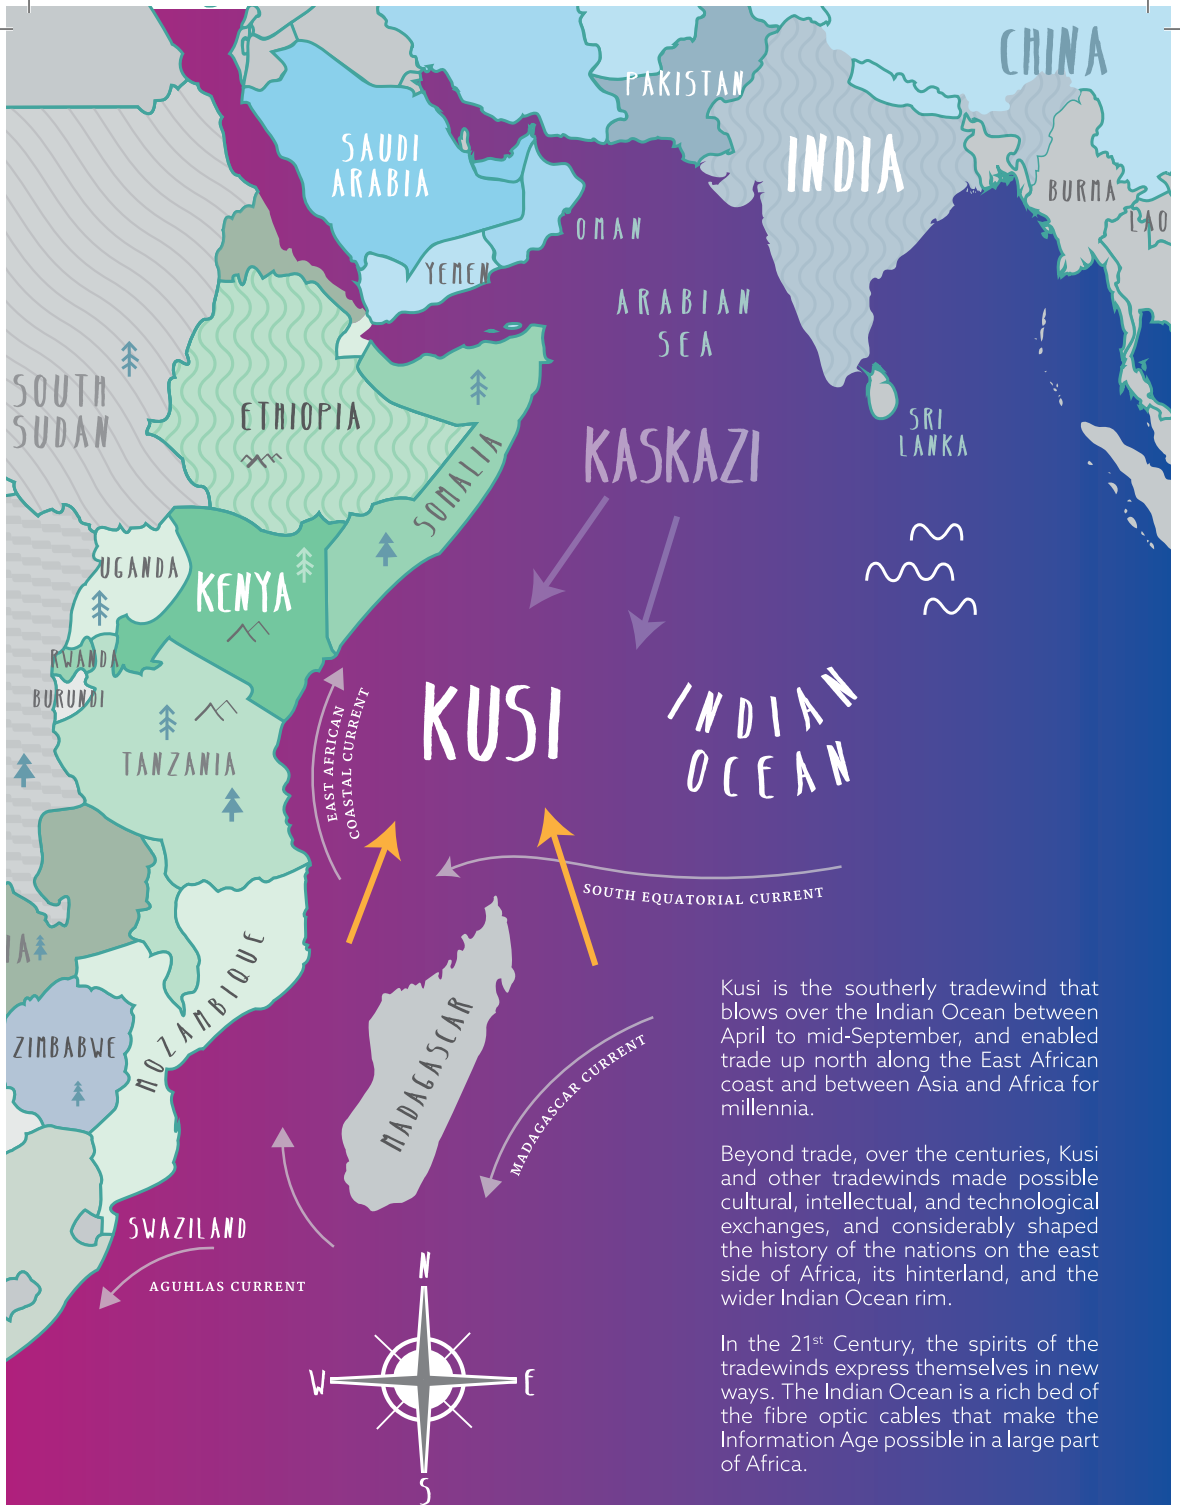 CHINA
PAKISTAN
INDIA
SAUDI
ARABIA
BURMA
LAO
OMAN
YEMEN
ARABIAN
SEA
SOUTH
SUDAN
ETHIOPIA
SRI
LANKA
KASKAZI
SOMALIA
UGANDA
KENYA
RWANDA
BURUNDI
KUSI
INDIAN
OCEAN
TANZANIA
EAST AFRICAN
COASTAL CURRENT
SOUTH EQUATORIAL CURRENT
IA
MOZAMBIQUE
ZIMBABWE
MADAGASCAR
MADAGASCAR CURRENT
Kusi is the southerly tradewind that
blows over the Indian Ocean between
April to mid-September, and enabled
trade up north along the East African
coast and between Asia and Africa for
millennia.
Beyond trade, over the centuries, Kusi
and other tradewinds made possible
cultural, intellectual, and technological
exchanges, and considerably shaped
the history of the nations on the east
side of Africa, its hinterland, and the
wider Indian Ocean rim.
In the 21st Century, the spirits of the
tradewinds express themselves in new
ways. The Indian Ocean is a rich bed of
the fibre optic cables that make the
Information Age possible in a large part
of Africa.
SWAZILAND
AGUHLAS CURRENT
N
W
E
S